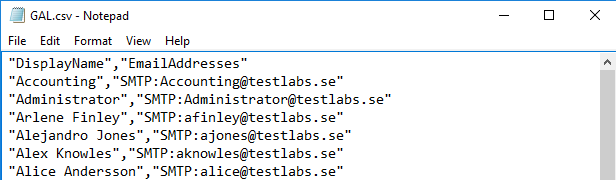 GAL.csv - Notepad
File Edit Format View Help
"DisplayName","EmailAddresses"
"Accounting","SMTP:Accounting@testlabs.se"
"Administrator","SMTP:Administrator@testlabs.se"
"Arlene Finley","SMTP:afinley@testlabs.se"
"Alejandro Jones","SMTP:ajones@testlabs.se"
"Alex Knowles","SMTP:aknowles@testlabs.se"
"Alice Andersson","SMTP:alice@testlabs.se"